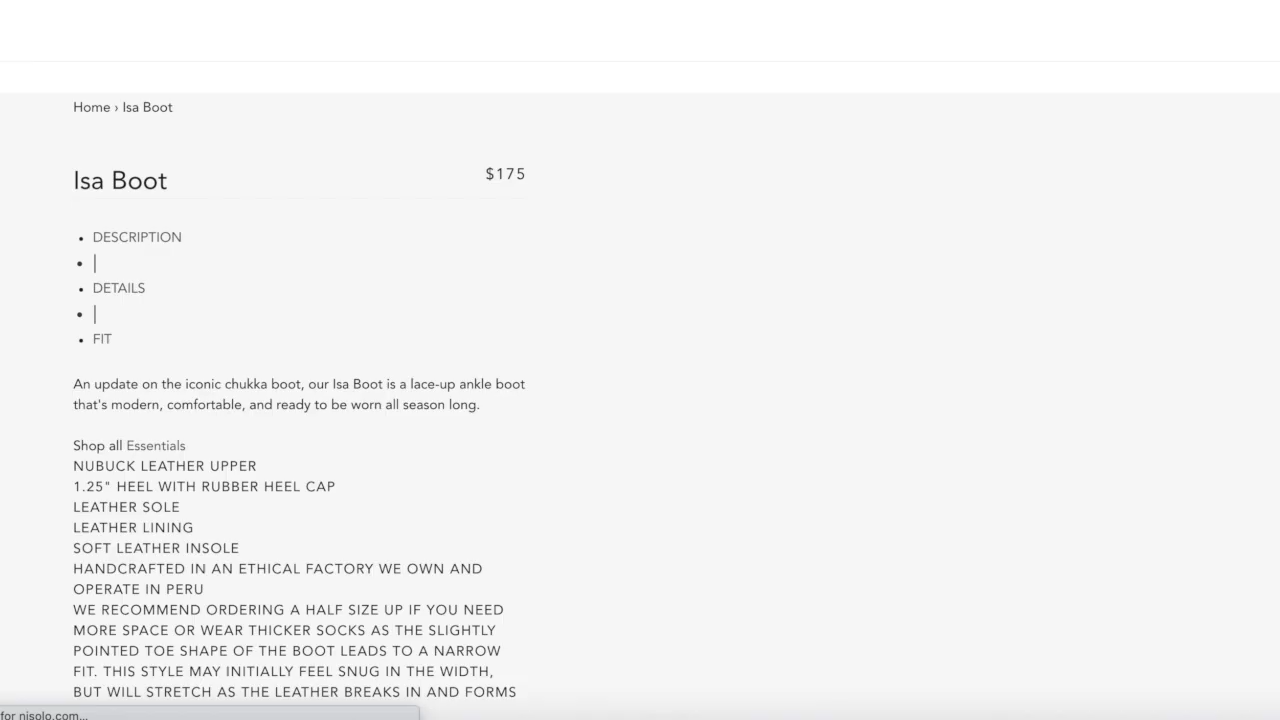 Home › Isa Boot
Isa Boot
$175
DESCRIPTION
|
DETAILS
|
FIT
An update on the iconic chukka boot, our Isa Boot is a lace-up ankle boot
that's modern, comfortable, and ready to be worn all season long.
Shop all Essentials
NUBUCK LEATHER UPPER
1.25" HEEL WITH RUBBER HEEL CAP
LEATHER SOLE
LEATHER LINING
SOFT LEATHER INSOLE
HANDCRAFTED IN AN ETHICAL FACTORY WE OWN AND
OPERATE IN PERU
WE RECOMMEND ORDERING A HALF SIZE UP IF YOU NEED
MORE SPACE OR WEAR THICKER SOCKS AS THE SLIGHTLY
POINTED TOE SHAPE OF THE BOOT LEADS TO A NARROW
FIT. THIS STYLE MAY INITIALLY FEEL SNUG IN THE WIDTH,
BUT WILL STRETCH AS THE LEATHER BREAKS IN AND FORMS
for nisolo.com...